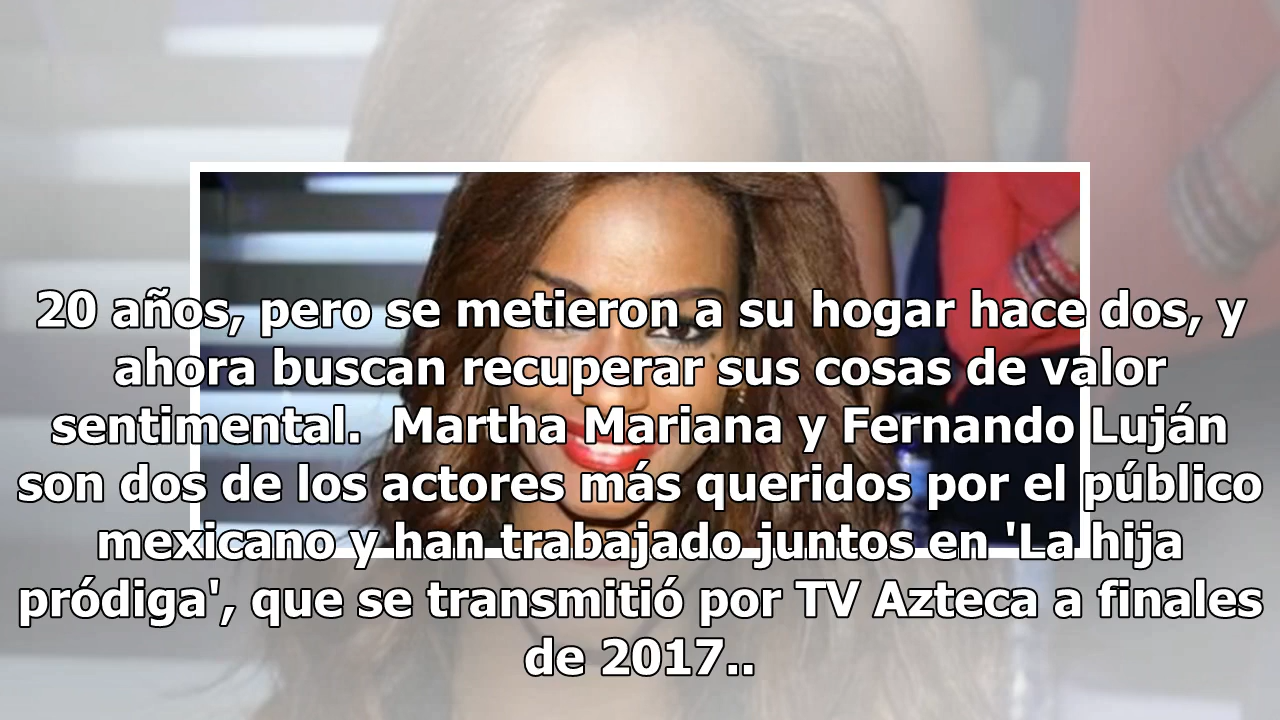 20 años, pero se metieron a su hogar hace dos, y
ahora buscan recuperar sus cosas de valor
sentimental.  Martha Mariana y Fernando Luján
son dos de los actores más queridos por el público
mexicano y han trabajado juntos en 'La hija
pródiga', que se transmitió por TV Azteca a finales
de 2017..